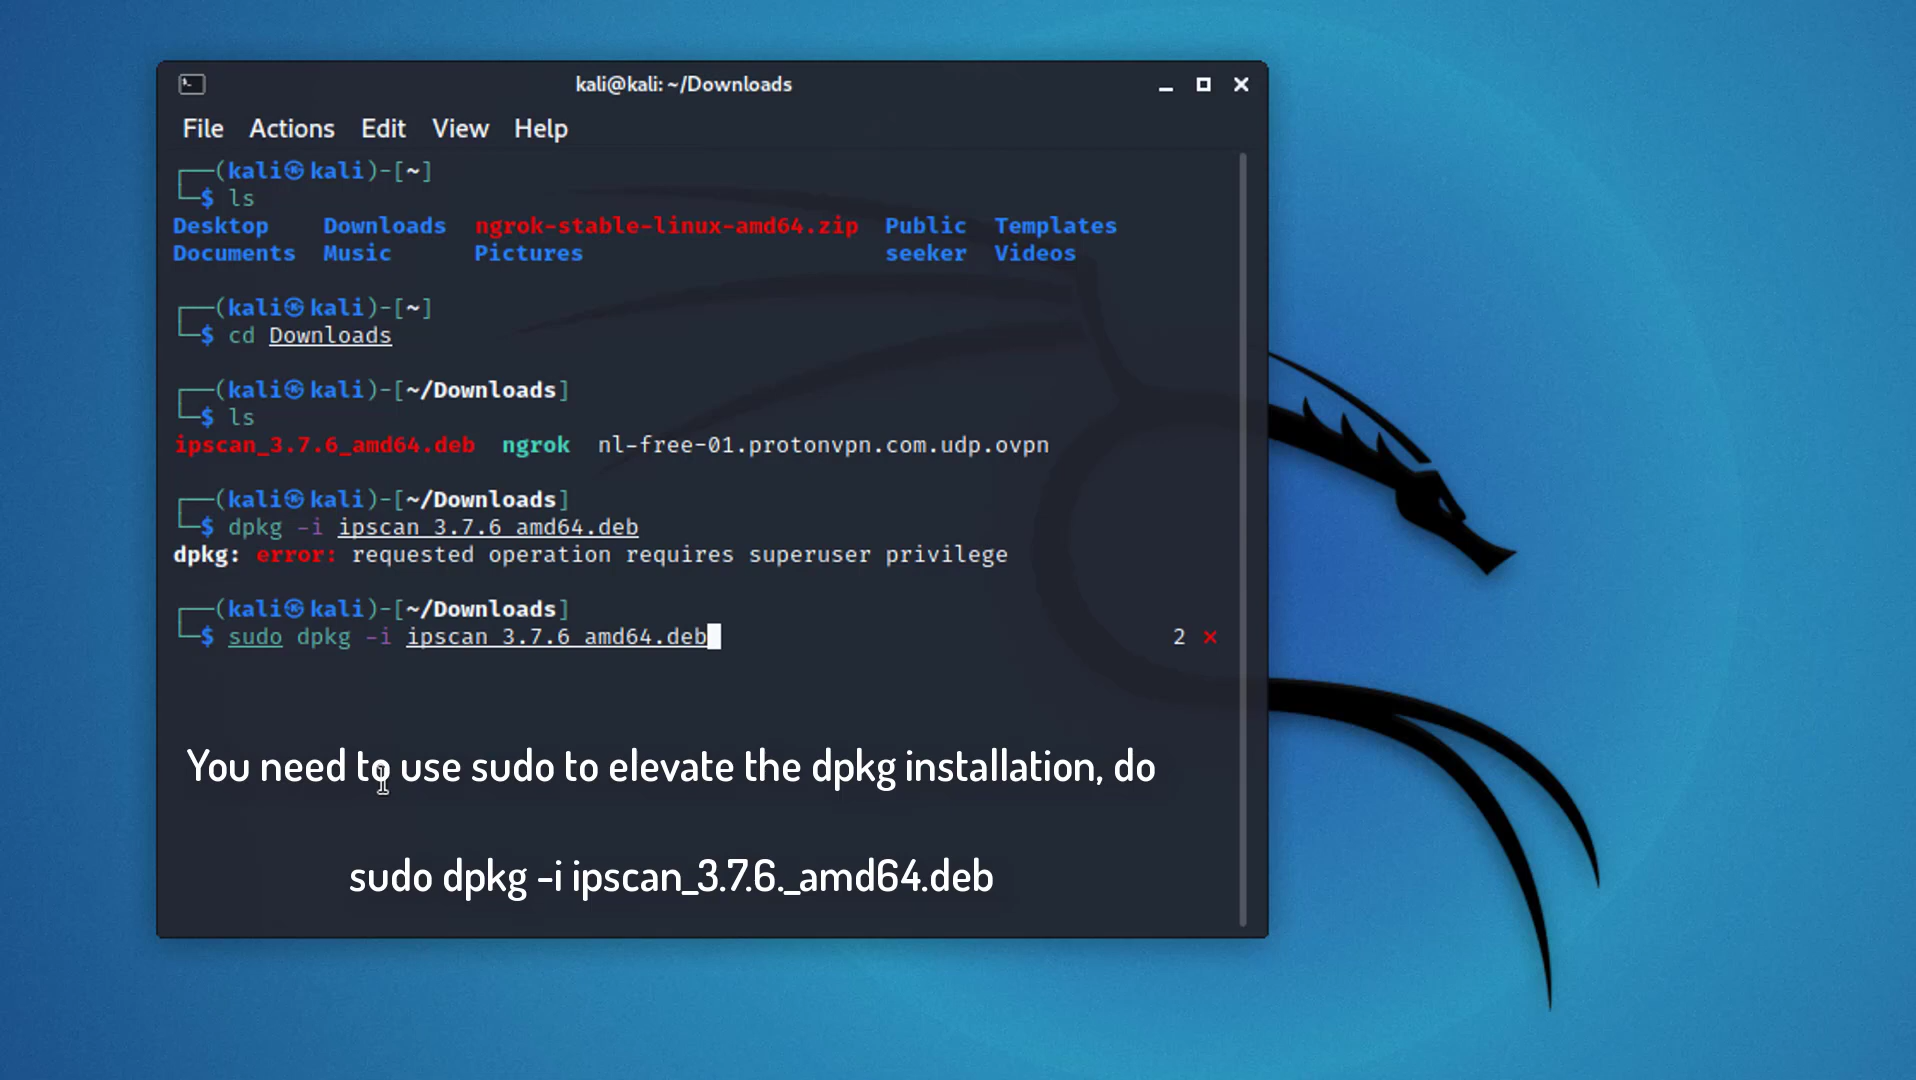 kali@kali: ~/Downloads
File Actions Edit View Help
┌──(kali㉿kali)-[~]
└─$ ls
Desktop Downloads ngrok-stable-linux-amd64.zip Public Templates
Documents Music Pictures seeker Videos
┌──(kali㉿kali)-[~]
└─$ cd Downloads
┌──(kali㉿kali)-[~/Downloads]
└─$ ls
ipscan_3.7.6_amd64.deb ngrok nl-free-01.protonvpn.com.udp.ovpn
┌──(kali㉿kali)-[~/Downloads]
└─$ dpkg -i ipscan_3.7.6_amd64.deb
dpkg: error: requested operation requires superuser privilege
┌──(kali㉿kali)-[~/Downloads]
└─$ sudo dpkg -i ipscan_3.7.6_amd64.deb 2 ⨯
You need to use sudo to elevate the dpkg installation, do
sudo dpkg -i ipscan_3.7.6._amd64.deb